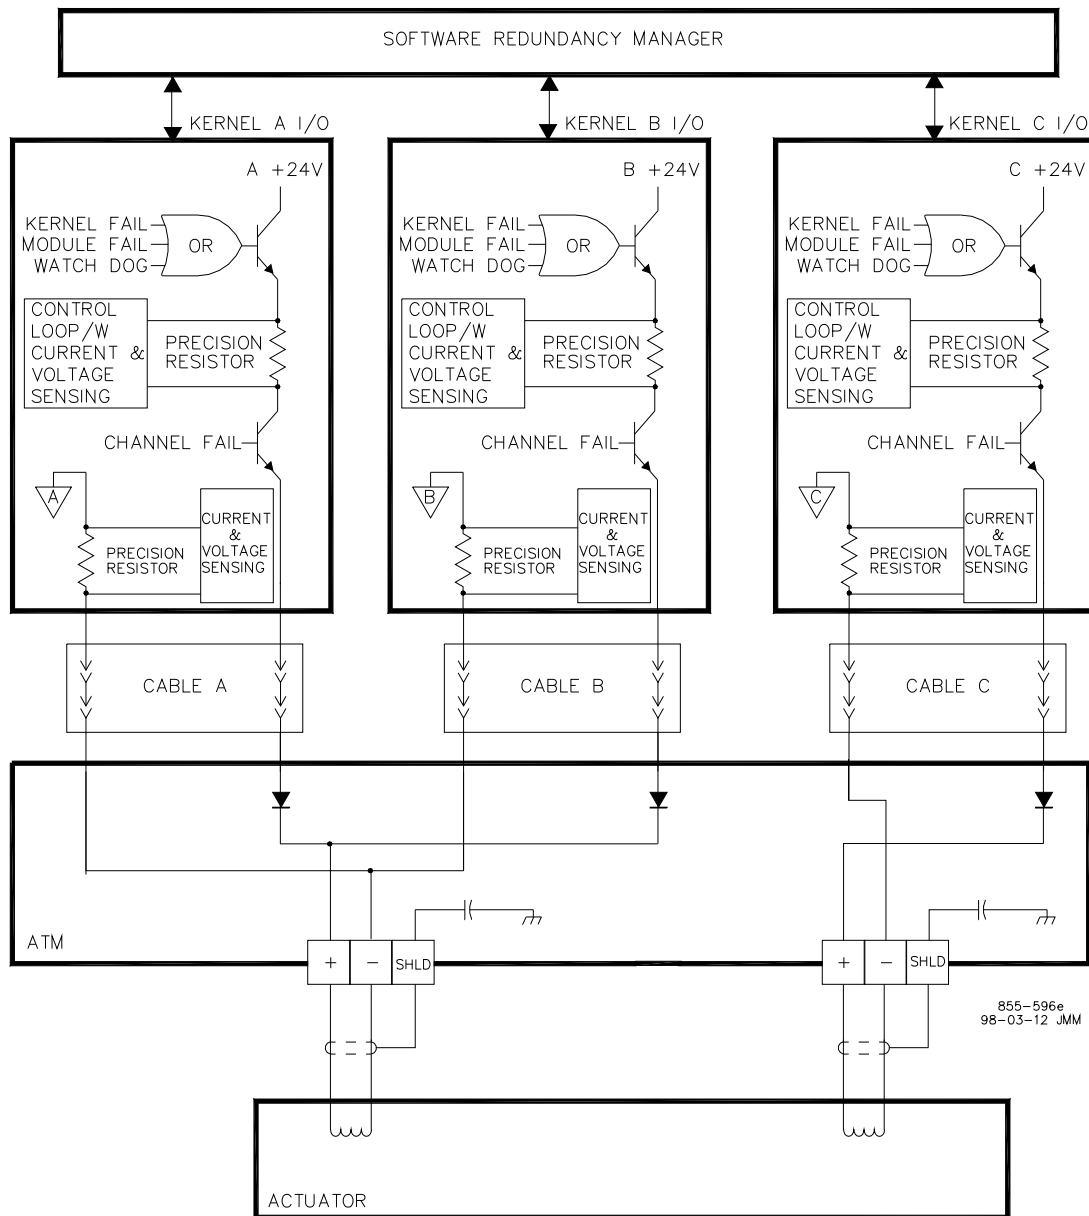 SOFTWARE REDUNDANCY MANAGER
KERNEL A I/O
A +24V
KERNEL FAIL
MODULE FAIL
WATCH DOG
OR
CONTROL
LOOP/W
CURRENT &
VOLTAGE
SENSING
PRECISION
RESISTOR
CHANNEL FAIL
A
PRECISION
RESISTOR
CURRENT
&
VOLTAGE
SENSING
KERNEL B I/O
B +24V
KERNEL FAIL
MODULE FAIL
WATCH DOG
OR
CONTROL
LOOP/W
CURRENT &
VOLTAGE
SENSING
PRECISION
RESISTOR
CHANNEL FAIL
B
PRECISION
RESISTOR
CURRENT
&
VOLTAGE
SENSING
KERNEL C I/O
C +24V
KERNEL FAIL
MODULE FAIL
WATCH DOG
OR
CONTROL
LOOP/W
CURRENT &
VOLTAGE
SENSING
PRECISION
RESISTOR
CHANNEL FAIL
C
PRECISION
RESISTOR
CURRENT
&
VOLTAGE
SENSING
CABLE A
CABLE B
CABLE C
ATM
+ − SHLD
+ − SHLD
855-596e
98-03-12 JMM
ACTUATOR